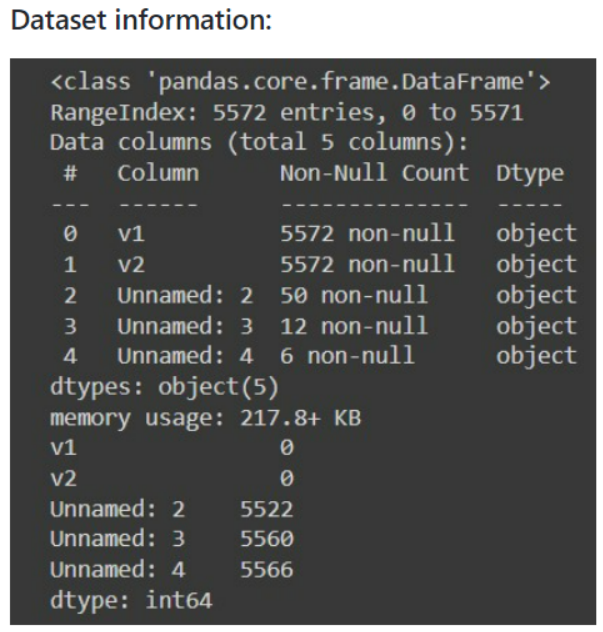 Dataset information:
<class 'pandas.core.frame.DataFrame'>
RangeIndex: 5572 entries, 0 to 5571
Data columns (total 5 columns):
 #   Column      Non-Null Count  Dtype
---  ------      --------------  -----
 0   v1          5572 non-null   object
 1   v2          5572 non-null   object
 2   Unnamed: 2  50 non-null     object
 3   Unnamed: 3  12 non-null     object
 4   Unnamed: 4  6 non-null      object
dtypes: object(5)
memory usage: 217.8+ KB
v1               0
v2               0
Unnamed: 2    5522
Unnamed: 3    5560
Unnamed: 4    5566
dtype: int64